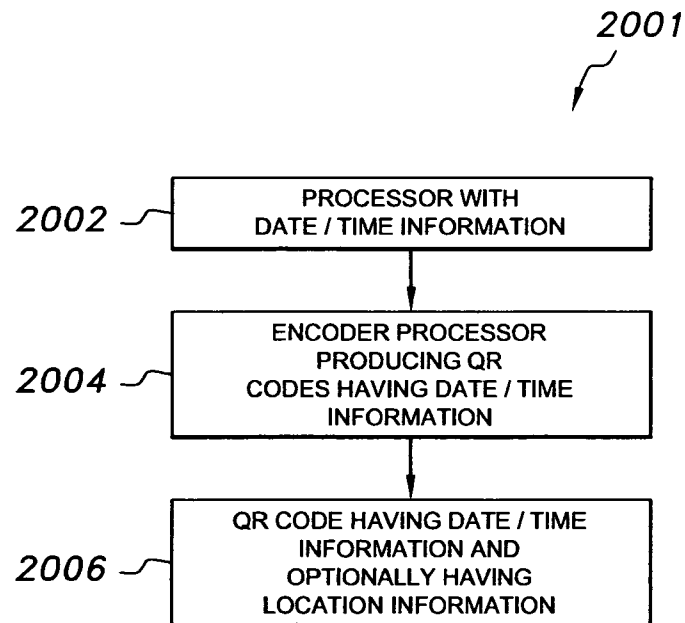 2001
2002
PROCESSOR WITH
DATE / TIME INFORMATION
2004
ENCODER PROCESSOR
PRODUCING QR
CODES HAVING DATE / TIME
INFORMATION
2006
QR CODE HAVING DATE / TIME
INFORMATION AND
OPTIONALLY HAVING
LOCATION INFORMATION